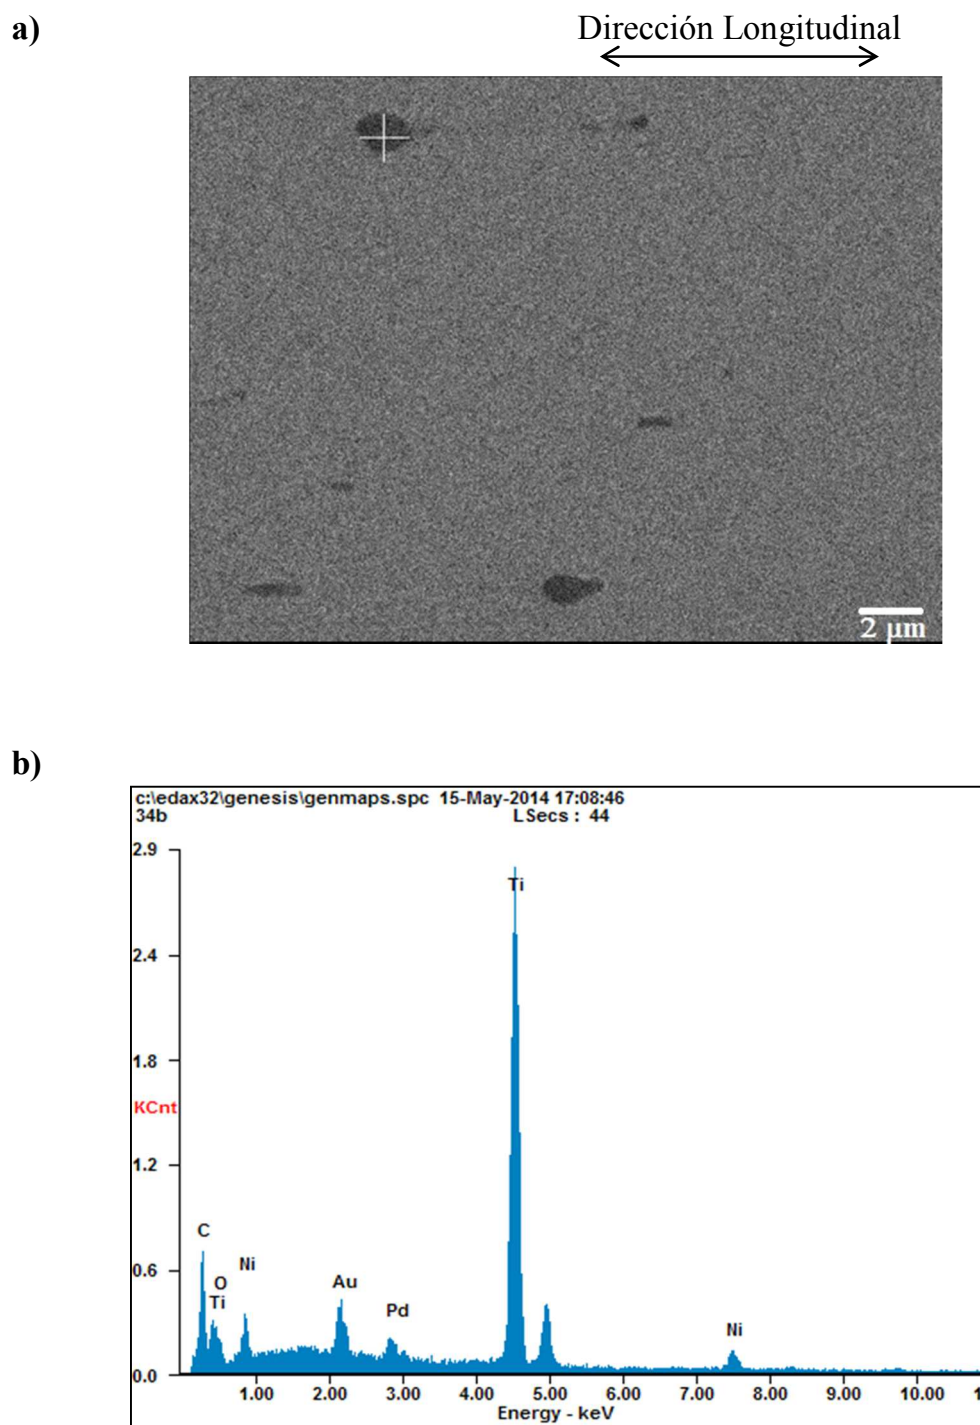 a)
Dirección Longitudinal
2 µm
b)
c:\edax32\genesis\genmaps.spc 15-May-2014 17:08:46
34b
LSecs : 44
2.9
Ti
2.4
1.8
KCnt
1.2
C
0.6
O
Ni
Ti
Au
Pd
Ni
0.0
1.00 2.00 3.00 4.00 5.00 6.00 7.00 8.00 9.00 10.00
Energy - keV